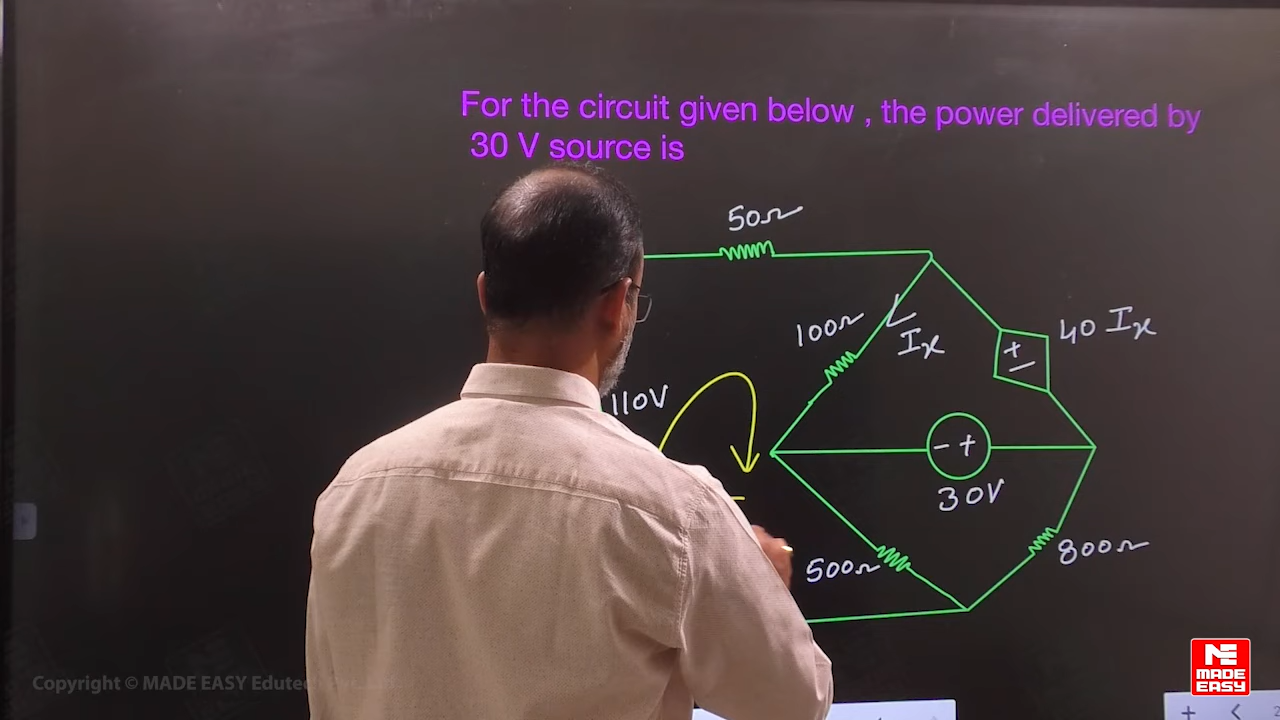 For the circuit given below , the power delivered by
30 V source is
50Ω
100Ω
Ix
+
-
40 Ix
110V
- +
30V
500Ω
800Ω
ME
MADE EASY
Copyright © MADE EASY
+ <